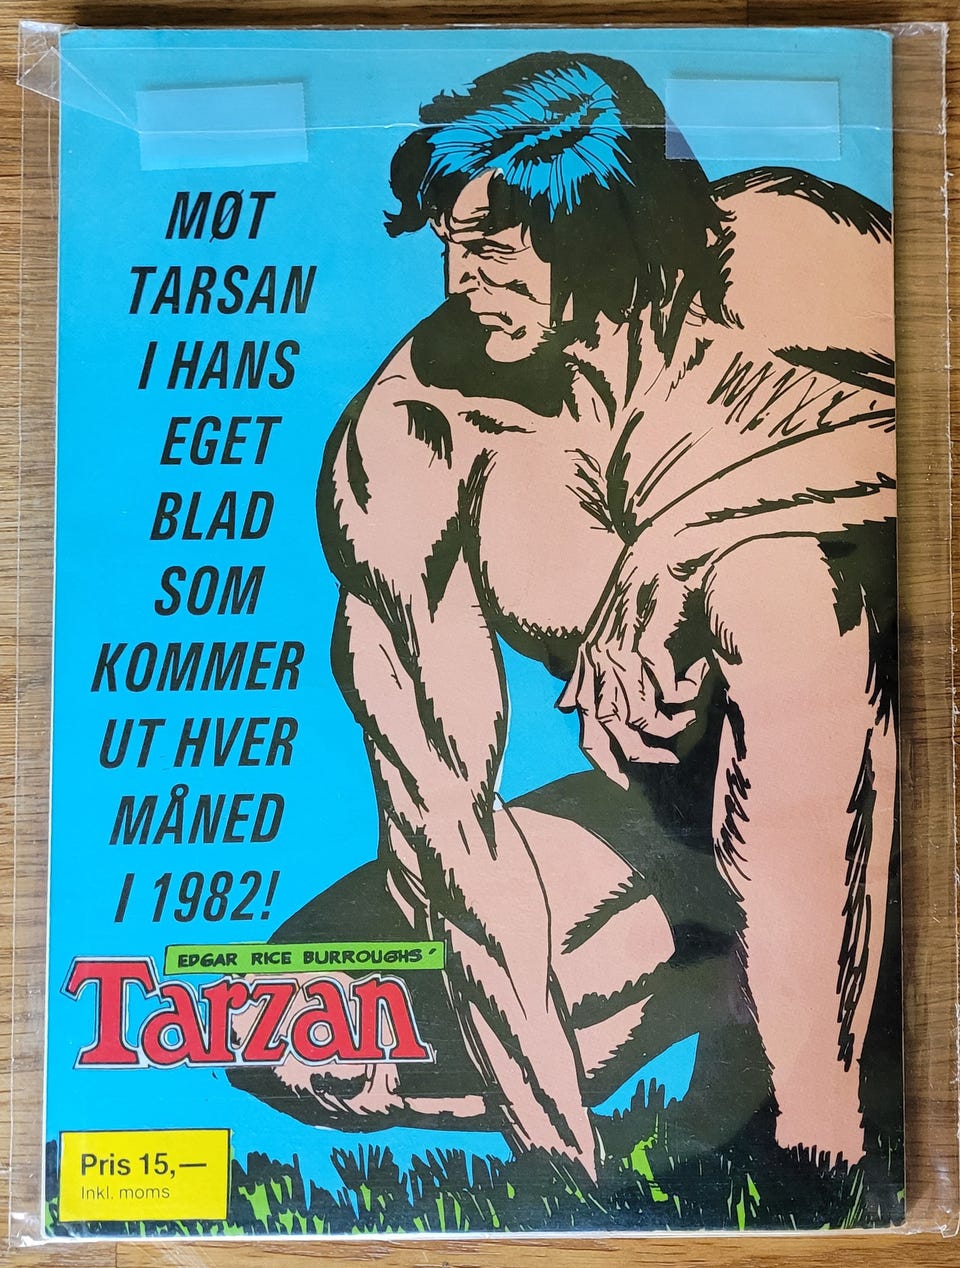 MØT
TARSAN
I HANS
EGET
BLAD
SOM
KOMMER
UT HVER
MÅNED
I 1982!
EDGAR RICE BURROUGHS'
Tarzan
Pris 15,—
Inkl. moms